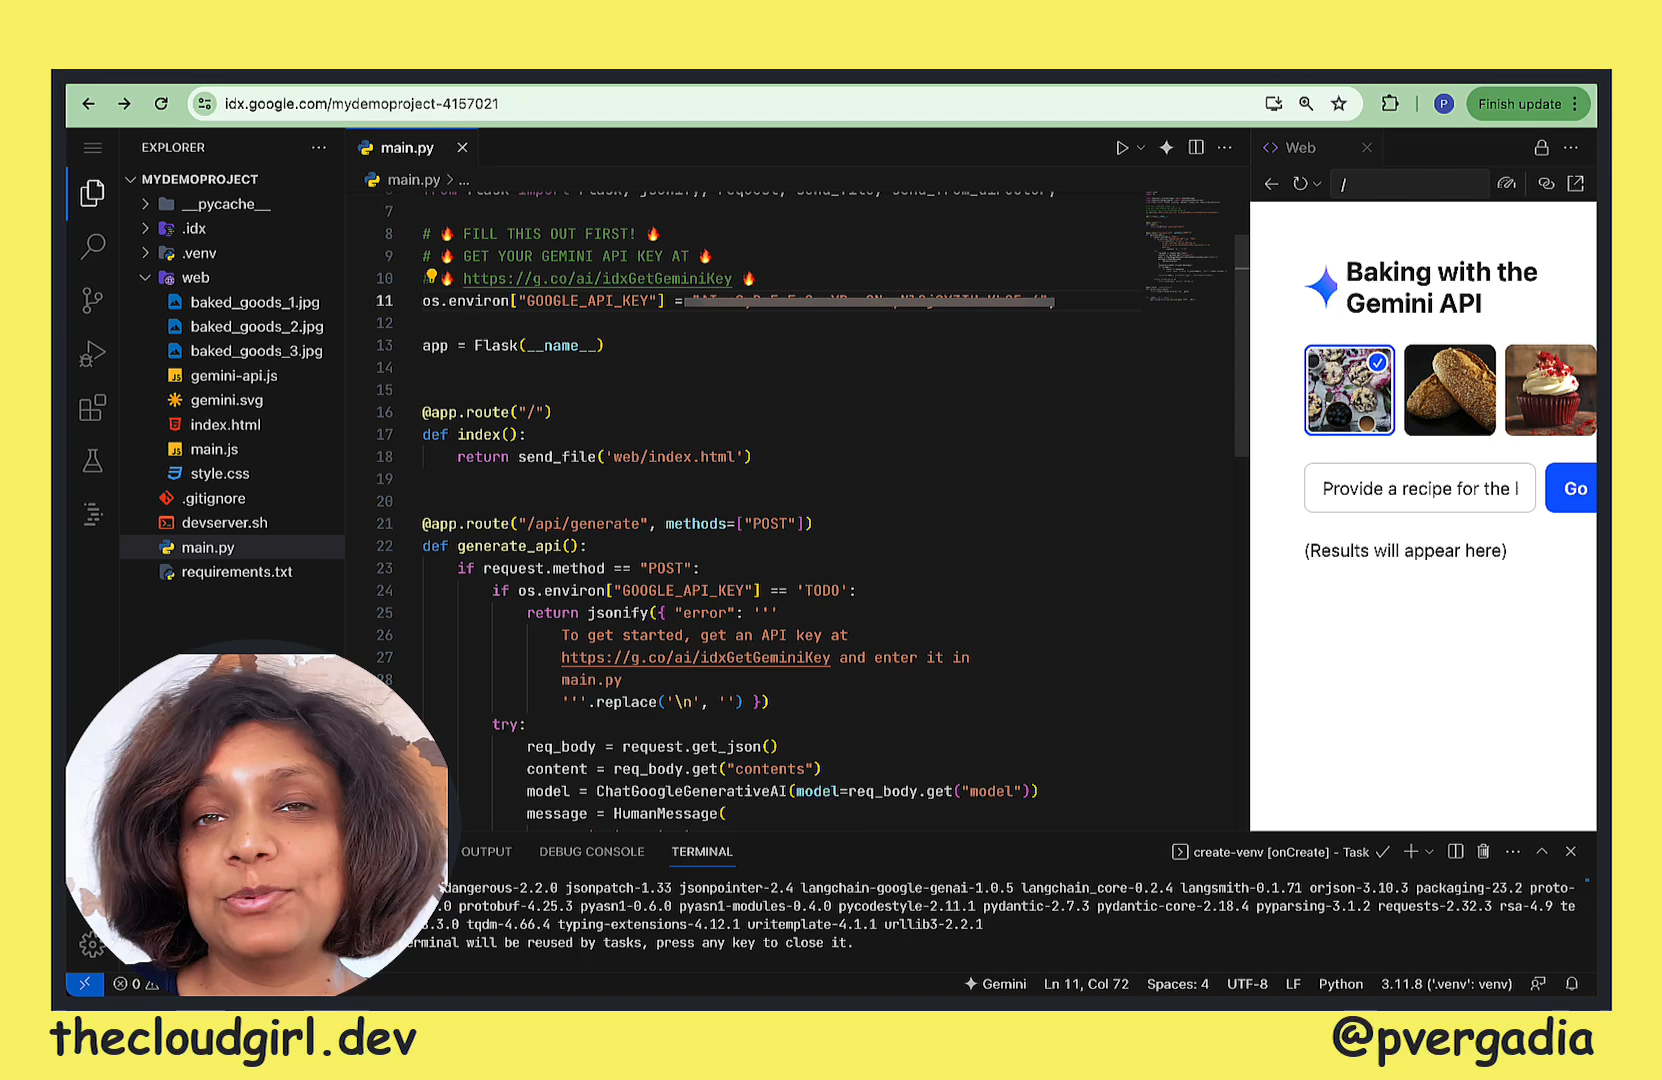 idx.google.com/mydemoproject-4157021
Finish update
EXPLORER
main.py
Web
MYDEMOPROJECT
main.py > ...
/
__pycache__
.idx
.venv
web
baked_goods_1.jpg
baked_goods_2.jpg
baked_goods_3.jpg
gemini-api.js
gemini.svg
index.html
main.js
style.css
.gitignore
devserver.sh
main.py
requirements.txt
7
8 # 🔥 FILL THIS OUT FIRST! 🔥
9 # 🔥 GET YOUR GEMINI API KEY AT 🔥
10 🔥 https://g.co/ai/idxGetGeminiKey 🔥
11 os.environ["GOOGLE_API_KEY"] =
12
13 app = Flask(__name__)
14
15
16 @app.route("/")
17 def index():
18 return send_file('web/index.html')
19
20
21 @app.route("/api/generate", methods=["POST"])
22 def generate_api():
23 if request.method == "POST":
24 if os.environ["GOOGLE_API_KEY"] == 'TODO':
25 return jsonify({ "error": '''
26 To get started, get an API key at
27 https://g.co/ai/idxGetGeminiKey and enter it in
28 main.py
'''.replace('\n', '') })
try:
req_body = request.get_json()
content = req_body.get("contents")
model = ChatGoogleGenerativeAI(model=req_body.get("model"))
message = HumanMessage(
Baking with the
Gemini API
Provide a recipe for the
Go
(Results will appear here)
OUTPUT DEBUG CONSOLE TERMINAL
create-venv [onCreate] - Task
dangerous-2.2.0 jsonpatch-1.33 jsonpointer-2.4 langchain-google-genai-1.0.5 langchain_core-0.2.4 langsmith-0.1.71 orjson-3.10.3 packaging-23.2 proto-
.0 protobuf-4.25.3 pyasn1-0.6.0 pyasn1-modules-0.4.0 pycodestyle-2.11.1 pydantic-2.7.3 pydantic-core-2.18.4 pyparsing-3.1.2 requests-2.32.3 rsa-4.9 te
.3.0 tqdm-4.66.4 typing-extensions-4.12.1 uritemplate-4.1.1 urllib3-2.2.1
erminal will be reused by tasks, press any key to close it.
0
Gemini Ln 11, Col 72 Spaces: 4 UTF-8 LF Python 3.11.8 ('.venv': venv)
thecloudgirl.dev
@pvergadia